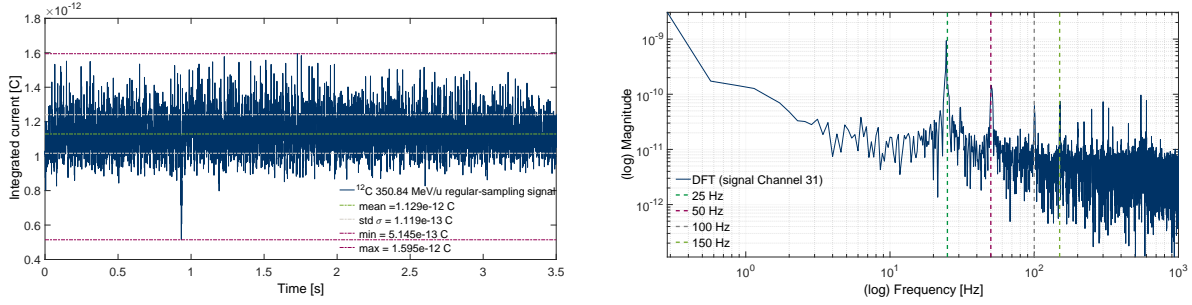 ×10⁻¹²
1.8
1.6
1.4
1.2
1
0.8
0.6
0.4
Integrated current [C]
0 0.5 1 1.5 2 2.5 3 3.5
Time [s]
¹²C 350.84 MeV/u regular-sampling signal
mean =1.129e-12 C
std σ = 1.119e-13 C
min = 5.145e-13 C
max = 1.595e-12 C
10⁻⁹
10⁻¹⁰
10⁻¹¹
10⁻¹²
(log) Magnitude
DFT (signal Channel 31)
25 Hz
50 Hz
100 Hz
150 Hz
10⁰ 10¹ 10² 10³
(log) Frequency [Hz]